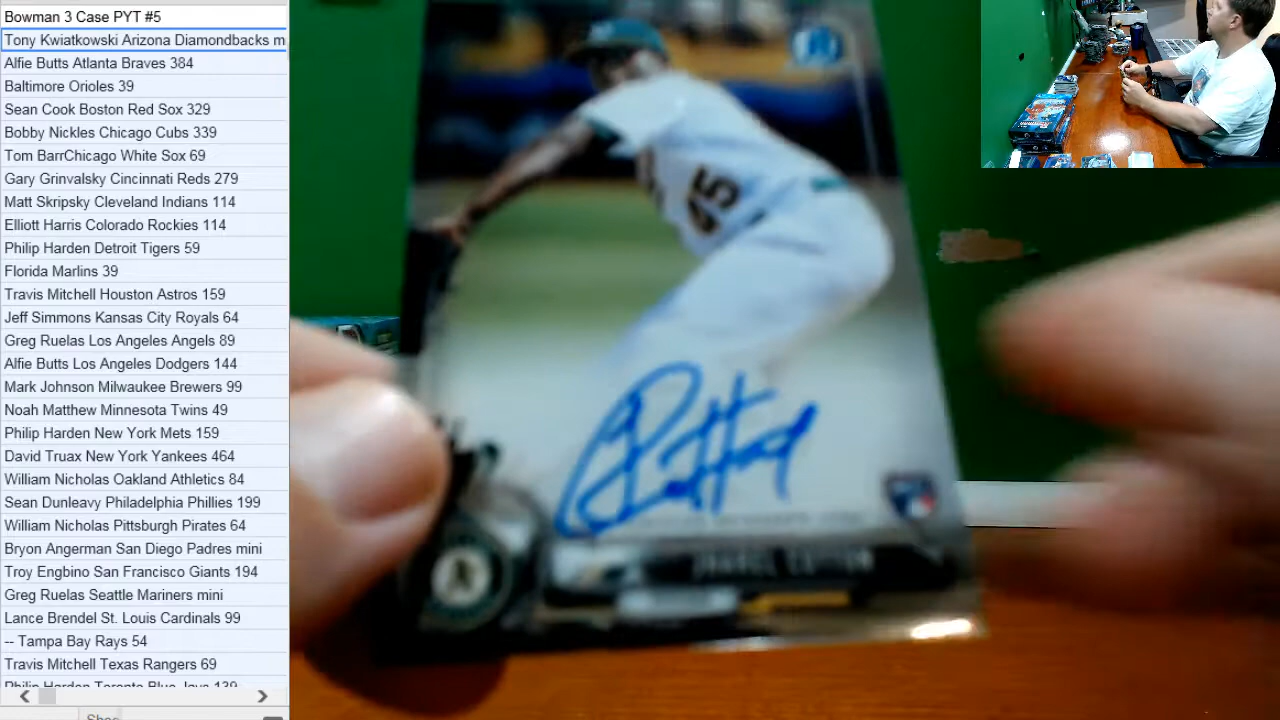 Bowman 3 Case PYT #5
Tony Kwiatkowski Arizona Diamondbacks m
Alfie Butts Atlanta Braves 384
Baltimore Orioles 39
Sean Cook Boston Red Sox 329
Bobby Nickles Chicago Cubs 339
Tom BarrChicago White Sox 69
Gary Grinvalsky Cincinnati Reds 279
Matt Skripsky Cleveland Indians 114
Elliott Harris Colorado Rockies 114
Philip Harden Detroit Tigers 59
Florida Marlins 39
Travis Mitchell Houston Astros 159
Jeff Simmons Kansas City Royals 64
Greg Ruelas Los Angeles Angels 89
Alfie Butts Los Angeles Dodgers 144
Mark Johnson Milwaukee Brewers 99
Noah Matthew Minnesota Twins 49
Philip Harden New York Mets 159
David Truax New York Yankees 464
William Nicholas Oakland Athletics 84
Sean Dunleavy Philadelphia Phillies 199
William Nicholas Pittsburgh Pirates 64
Bryon Angerman San Diego Padres mini
Troy Engbino San Francisco Giants 194
Greg Ruelas Seattle Mariners mini
Lance Brendel St. Louis Cardinals 99
-- Tampa Bay Rays 54
Travis Mitchell Texas Rangers 69
Philip Harden Toronto Blue Jays 139
45
JHAREL COTTON